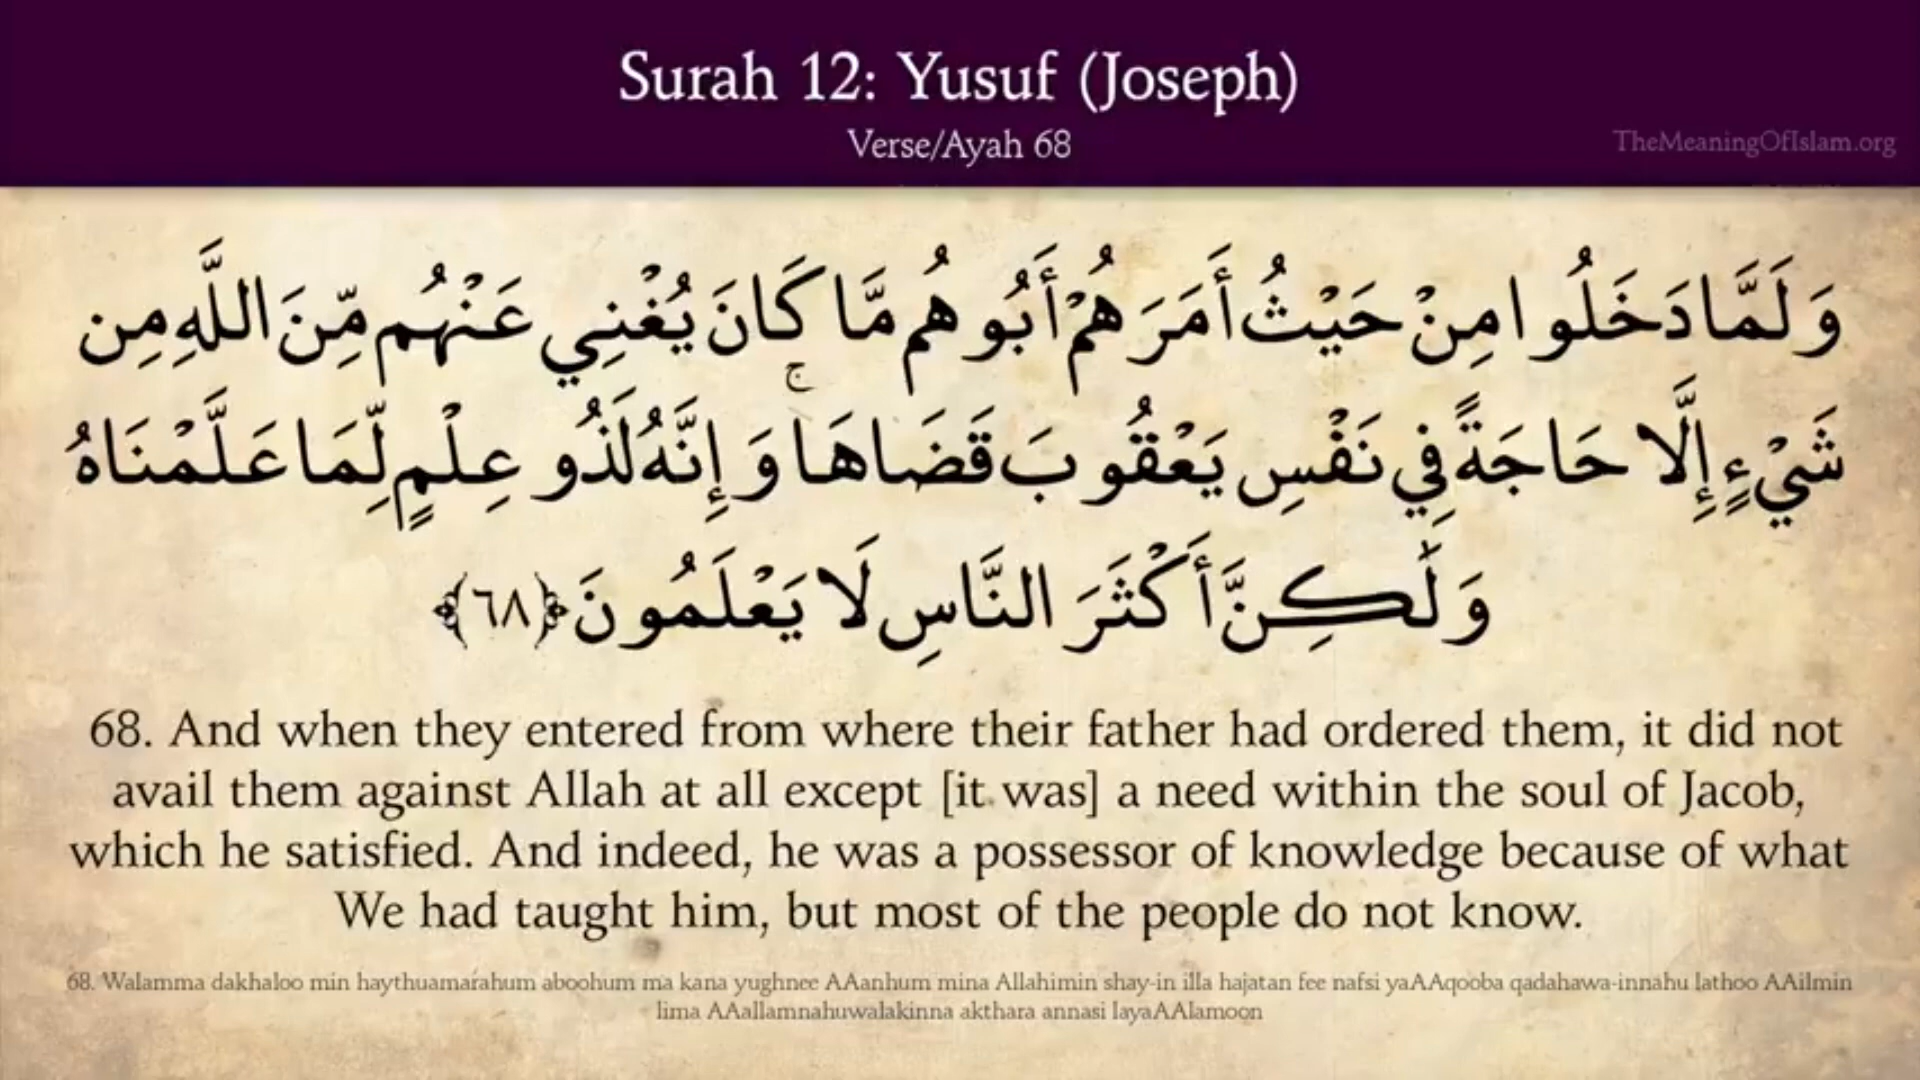 Surah 12: Yusuf (Joseph)
Verse/Ayah 68
TheMeaningOfIslam.org
وَلَمَّا دَخَلُوا مِنْ حَيْثُ أَمَرَهُمْ أَبُوهُم مَّا كَانَ يُغْنِي عَنْهُم مِّنَ اللَّهِ مِن
شَيْءٍ إِلَّا حَاجَةً فِي نَفْسِ يَعْقُوبَ قَضَاهَا ۚ وَإِنَّهُ لَذُو عِلْمٍ لِّمَا عَلَّمْنَاهُ
وَلَٰكِنَّ أَكْثَرَ النَّاسِ لَا يَعْلَمُونَ ﴿٦٨﴾
68. And when they entered from where their father had ordered them, it did not
avail them against Allah at all except [it was] a need within the soul of Jacob,
which he satisfied. And indeed, he was a possessor of knowledge because of what
We had taught him, but most of the people do not know.
68. Walamma dakhaloo min haythuamarahum aboohum ma kana yughnee AAanhum mina Allahimin shay-in illa hajatan fee nafsi yaAAqooba qadahawa-innahu lathoo AAilmin
lima AAallamnahuwalakinna akthara annasi layaAAlamoon